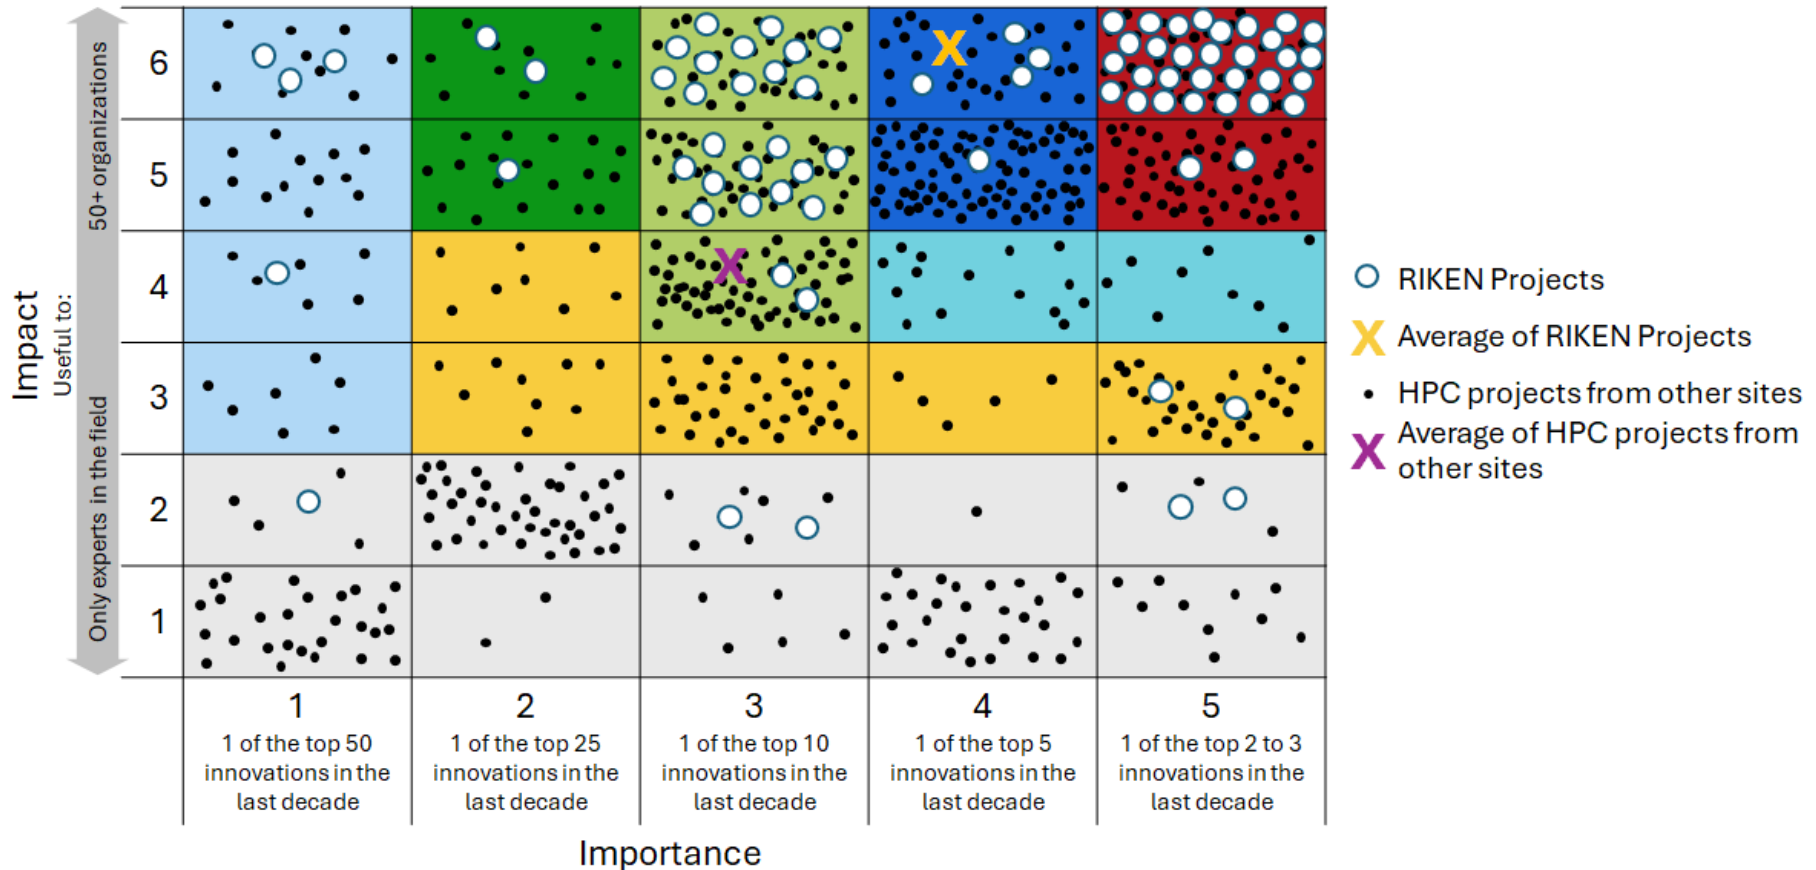 Impact
Useful to:
50+ organizations
Only experts in the field
6
5
4
3
2
1
1
1 of the top 50
innovations in the
last decade
2
1 of the top 25
innovations in the
last decade
3
1 of the top 10
innovations in the
last decade
4
1 of the top 5
innovations in the
last decade
5
1 of the top 2 to 3
innovations in the
last decade
Importance
RIKEN Projects
X Average of RIKEN Projects
HPC projects from other sites
X Average of HPC projects from
other sites
X
X